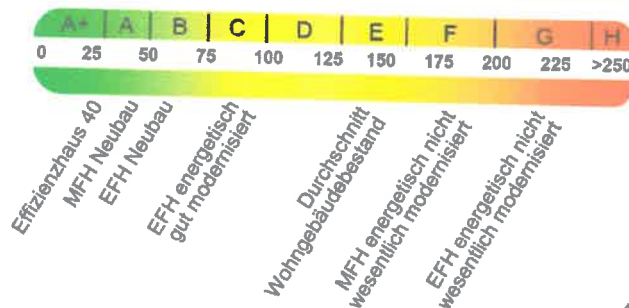 A+ A B C D E F G H
0 25 50 75 100 125 150 175 200 225 >250
Effizienzhaus 40
MFH Neubau
EFH Neubau
EFH energetisch
gut modernisiert
Durchschnitt
Wohngebäudebestand
MFH energetisch nicht
wesentlich modernisiert
EFH energetisch nicht
wesentlich modernisiert